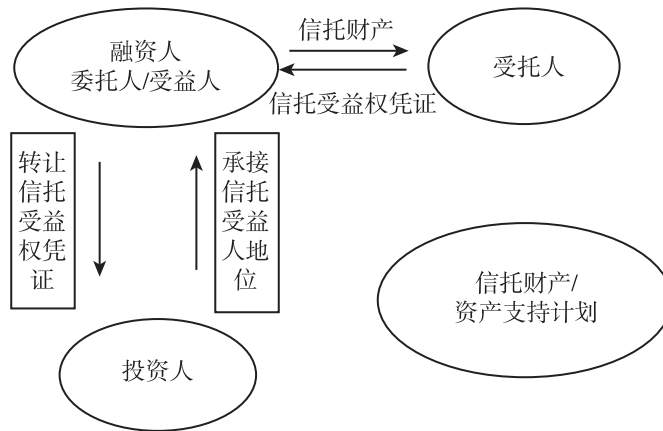 融资人
委托人/受益人
信托财产
信托受益权凭证
受托人
转让
信托
受益
权凭
证
承接
信托
受益
人地
位
信托财产/
资产支持计划
投资人